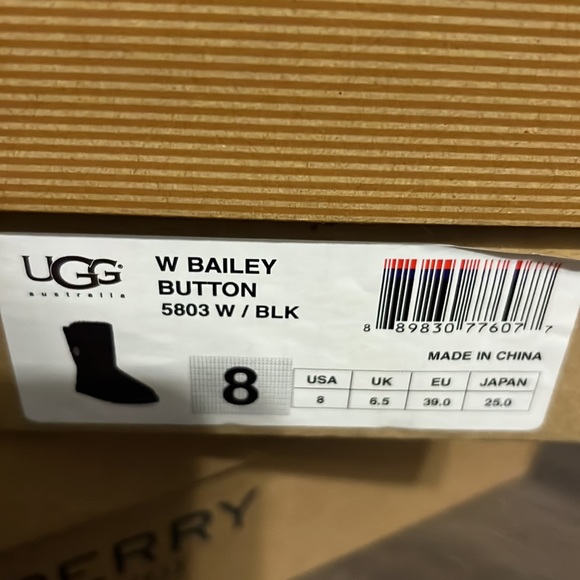 UGG®
australia
W BAILEY
BUTTON
5803 W / BLK
8 89830 77607 7
MADE IN CHINA
8
USA UK EU JAPAN
8 6.5 39.0 25.0
ERRY